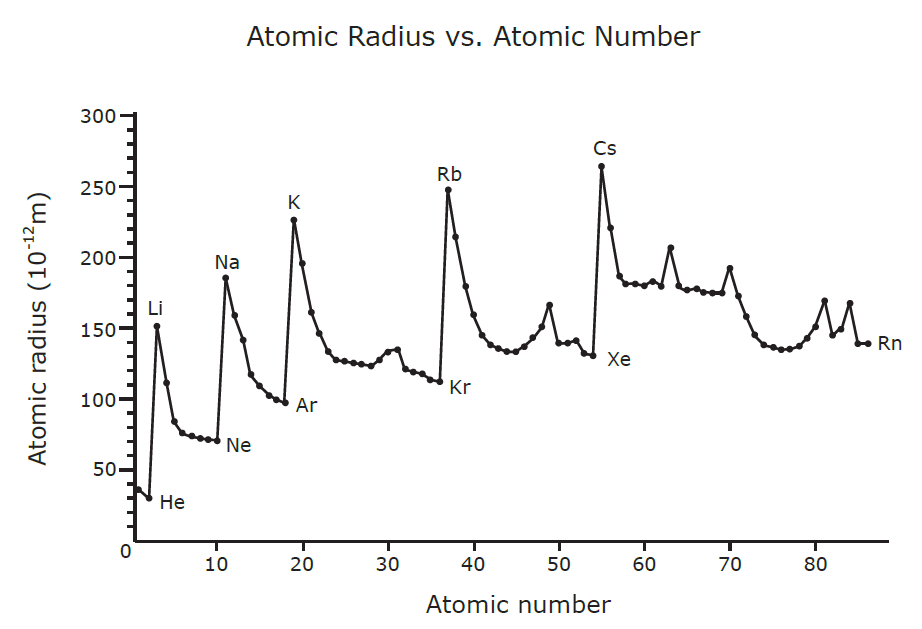 Atomic Radius vs. Atomic Number
Atomic radius (10⁻¹²m)
300
250
200
150
100
50
0
10
20
30
40
50
60
70
80
Atomic number
He
Li
Ne
Na
Ar
K
Kr
Rb
Xe
Cs
Rn